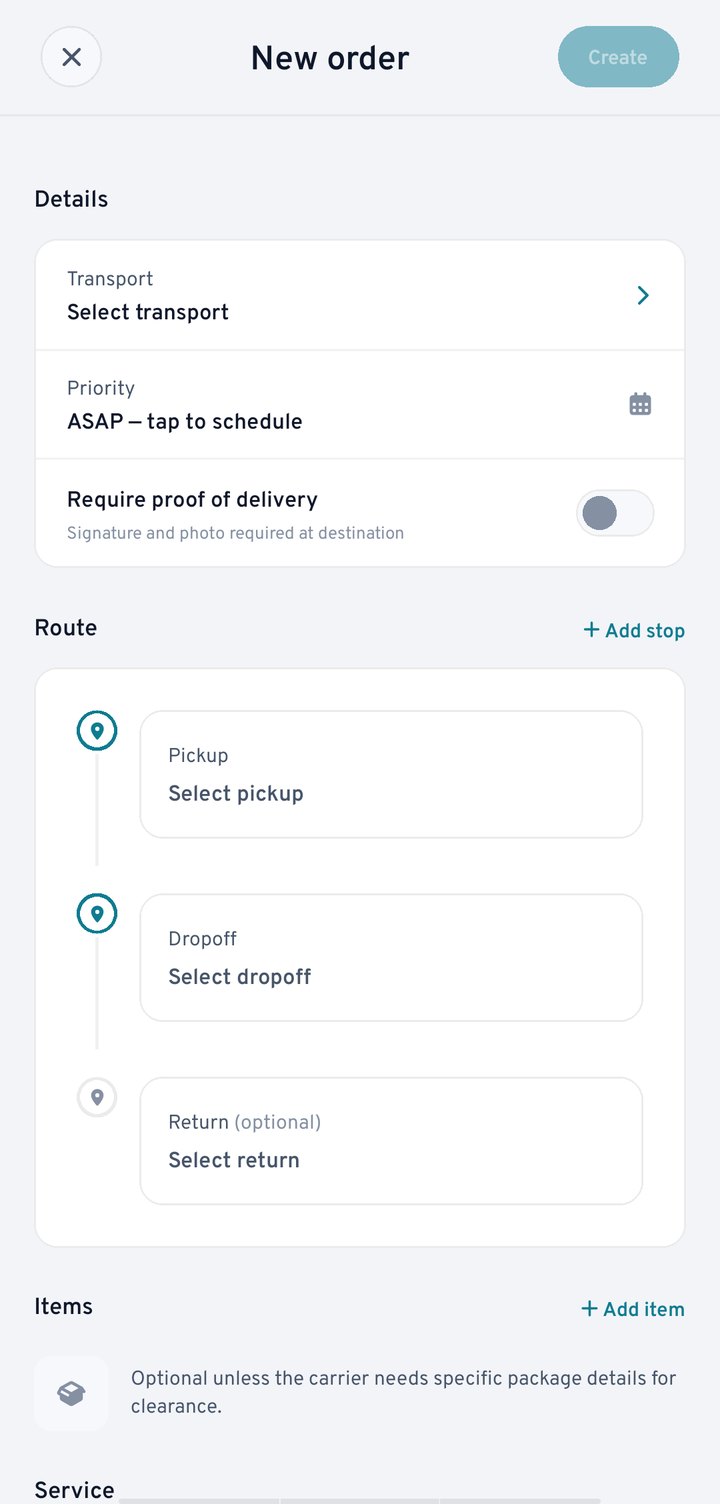 New order
Create
Details
Transport
Select transport
Priority
ASAP – tap to schedule
Require proof of delivery
Signature and photo required at destination
Route
+ Add stop
Pickup
Select pickup
Dropoff
Select dropoff
Return (optional)
Select return
Items
+ Add item
Optional unless the carrier needs specific package details for
clearance.
Service